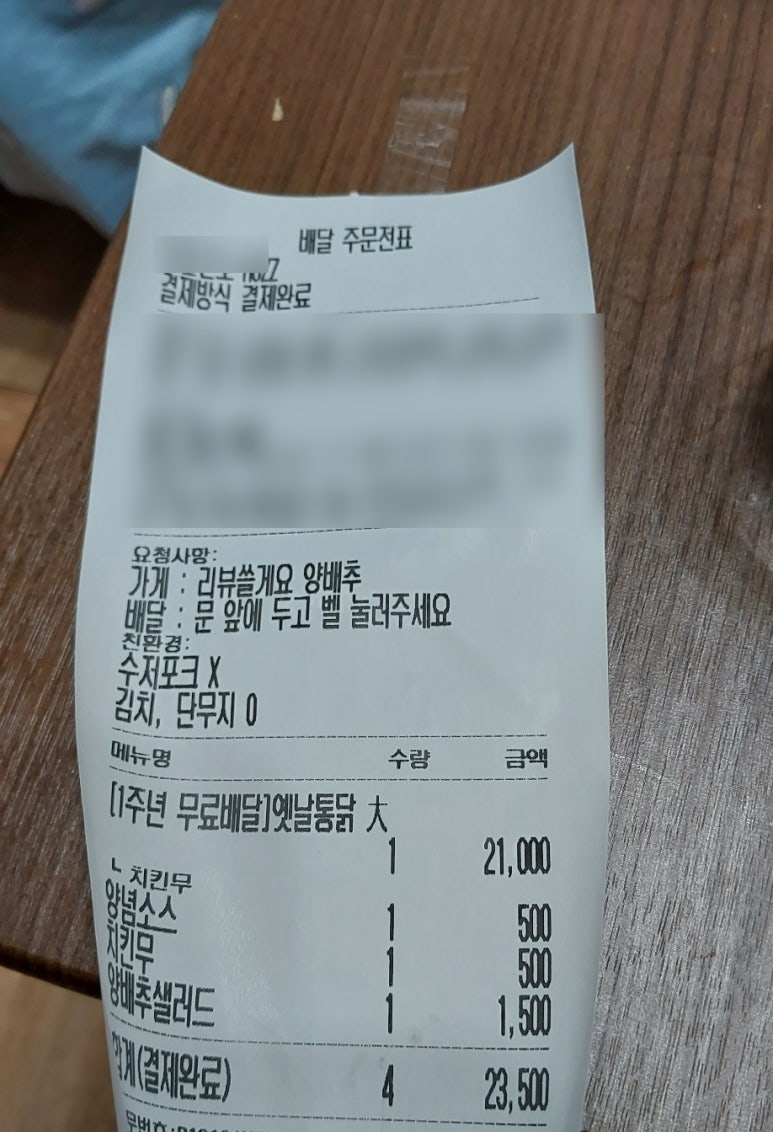 배달 주문전표
결제방식 결제완료
요청사항:
가게 : 리뷰쓸게요 양배추
배달 : 문 앞에 두고 벨 눌러주세요
친환경:
수저포크 X
김치, 단무지 O
메뉴명 수량 금액
[1주년 무료배달]옛날통닭 大
1 21,000
ㄴ 치킨무
양념소스 1 500
치킨무 1 500
양배추샐러드 1 1,500
합계(결제완료) 4 23,500